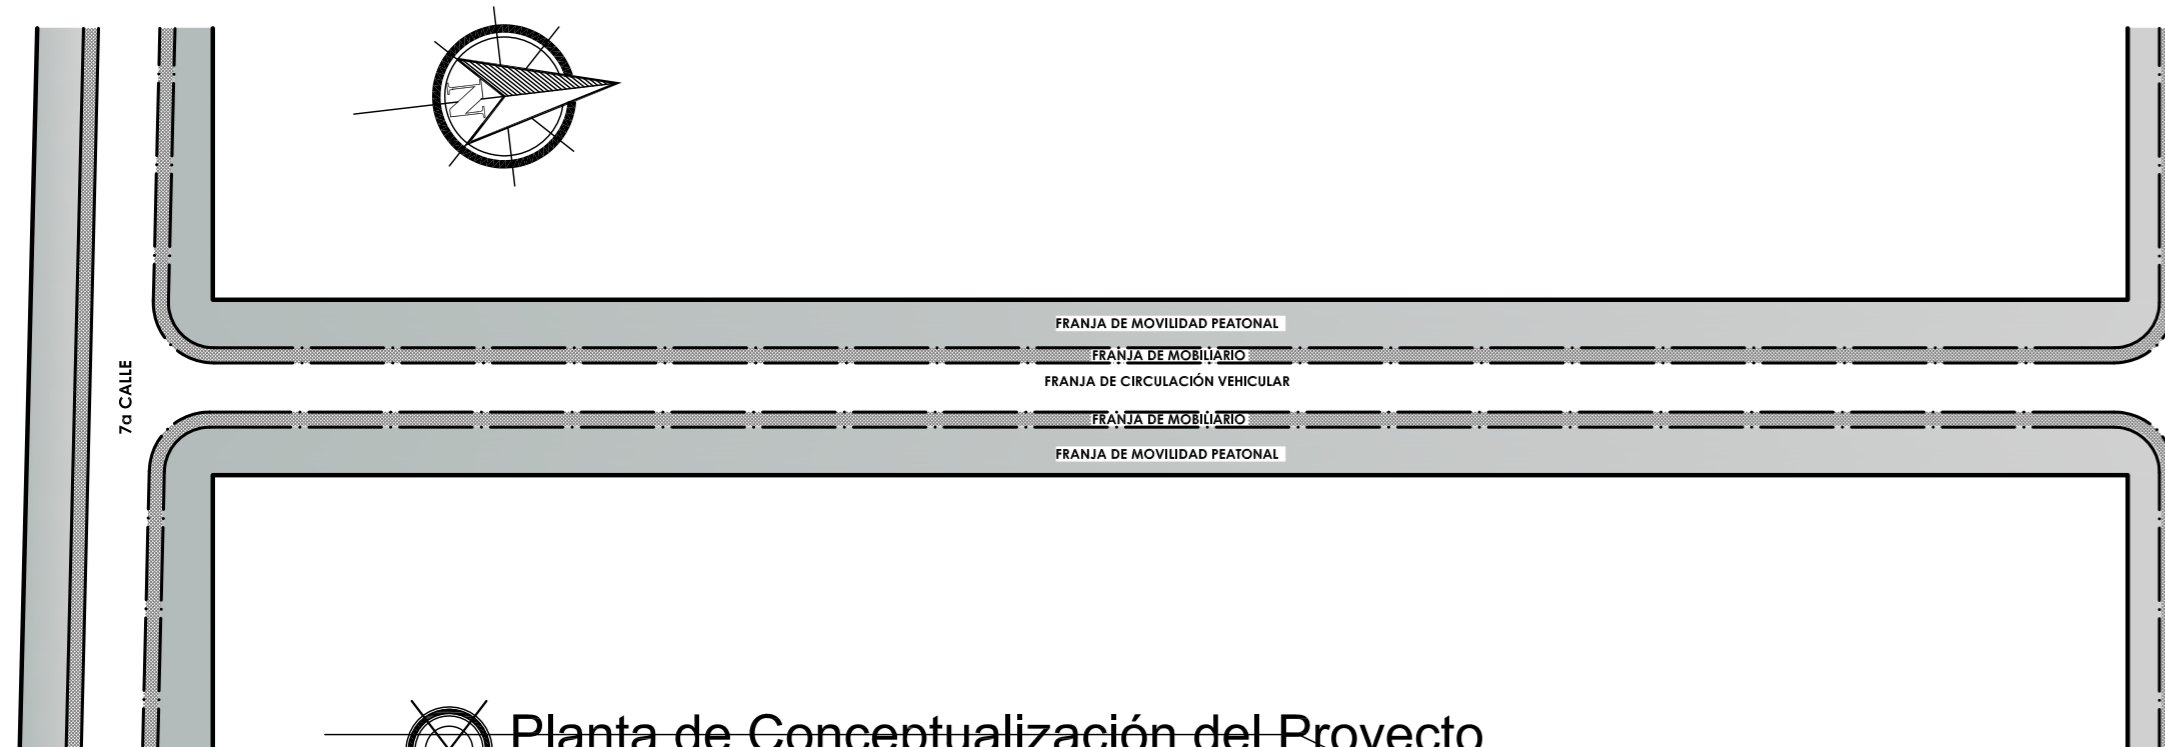 N
FRANJA DE MOVILIDAD PEATONAL
FRANJA DE MOBILIARIO
FRANJA DE CIRCULACIÓN VEHICULAR
7a CALLE
FRANJA DE MOBILIARIO
FRANJA DE MOVILIDAD PEATONAL
Planta de Conceptualización del Proyecto